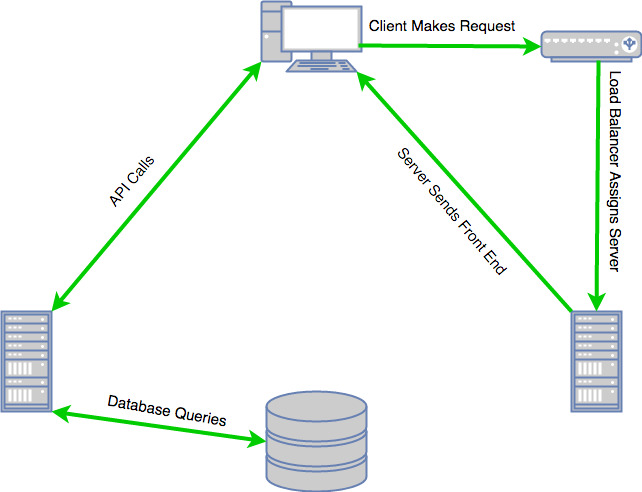 Client Makes Request
Load Balancer Assigns Server
Server Sends Front End
API Calls
Database Queries